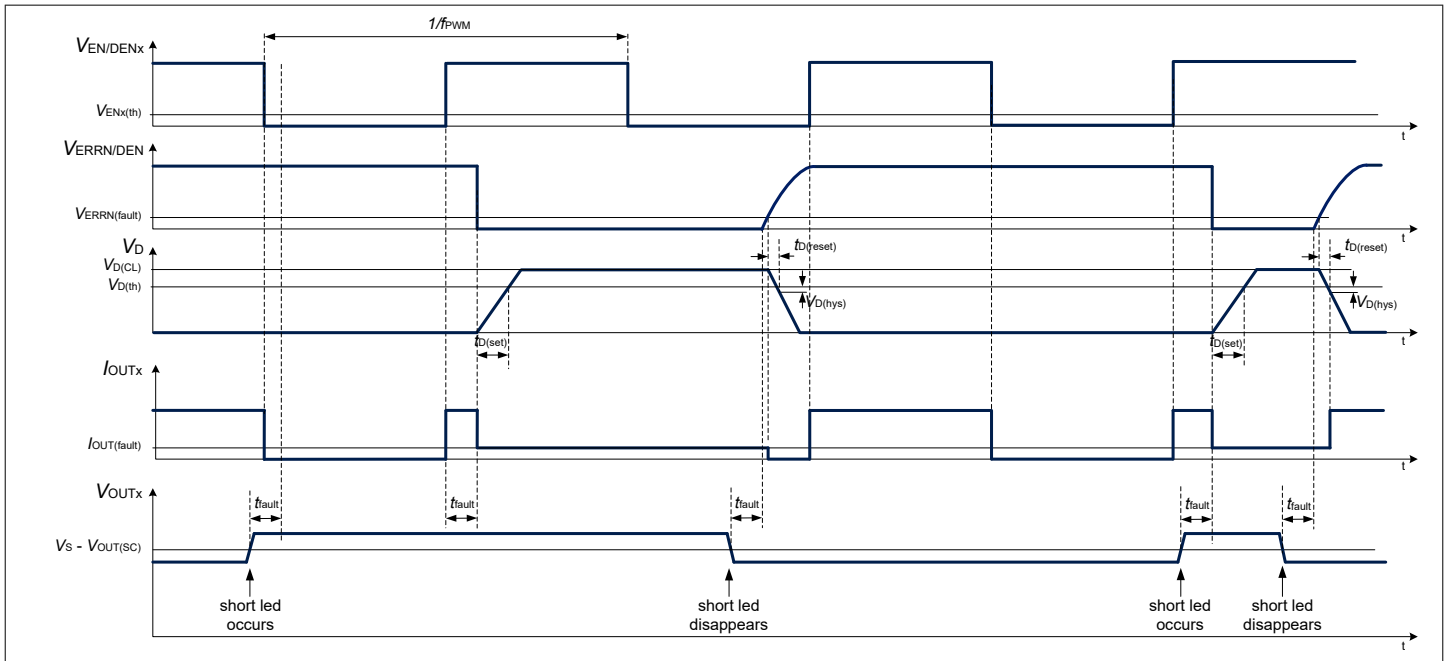 1/fPWM
VEN/DENx
VENx(th)
t
VERRN/DEN
VERRN(fault)
t
VD
tD(reset)
tD(reset)
VD(CL)
VD(th)
VD(hys)
VD(hys)
tD(set)
tD(set)
t
IOUTx
IOUT(fault)
t
VOUTx
tfault
tfault
tfault
tfault
tfault
VS - VOUT(SC)
short led
occurs
short led
disappears
short led
occurs
short led
disappears
t